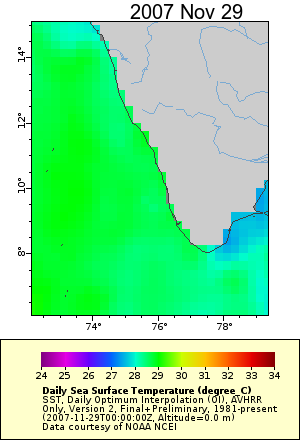 2007 Nov 29
14°
12°
10°
8°
74°
76°
78°
24 25 26 27 28 29 30 31 32 33 34
Daily Sea Surface Temperature (degree_C)
SST, Daily Optimum Interpolation (OI), AVHRR
Only, Version 2, Final+Preliminary, 1981-present
(2007-11-29T00:00:00Z, Altitude=0.0 m)
Data courtesy of NOAA NCEI